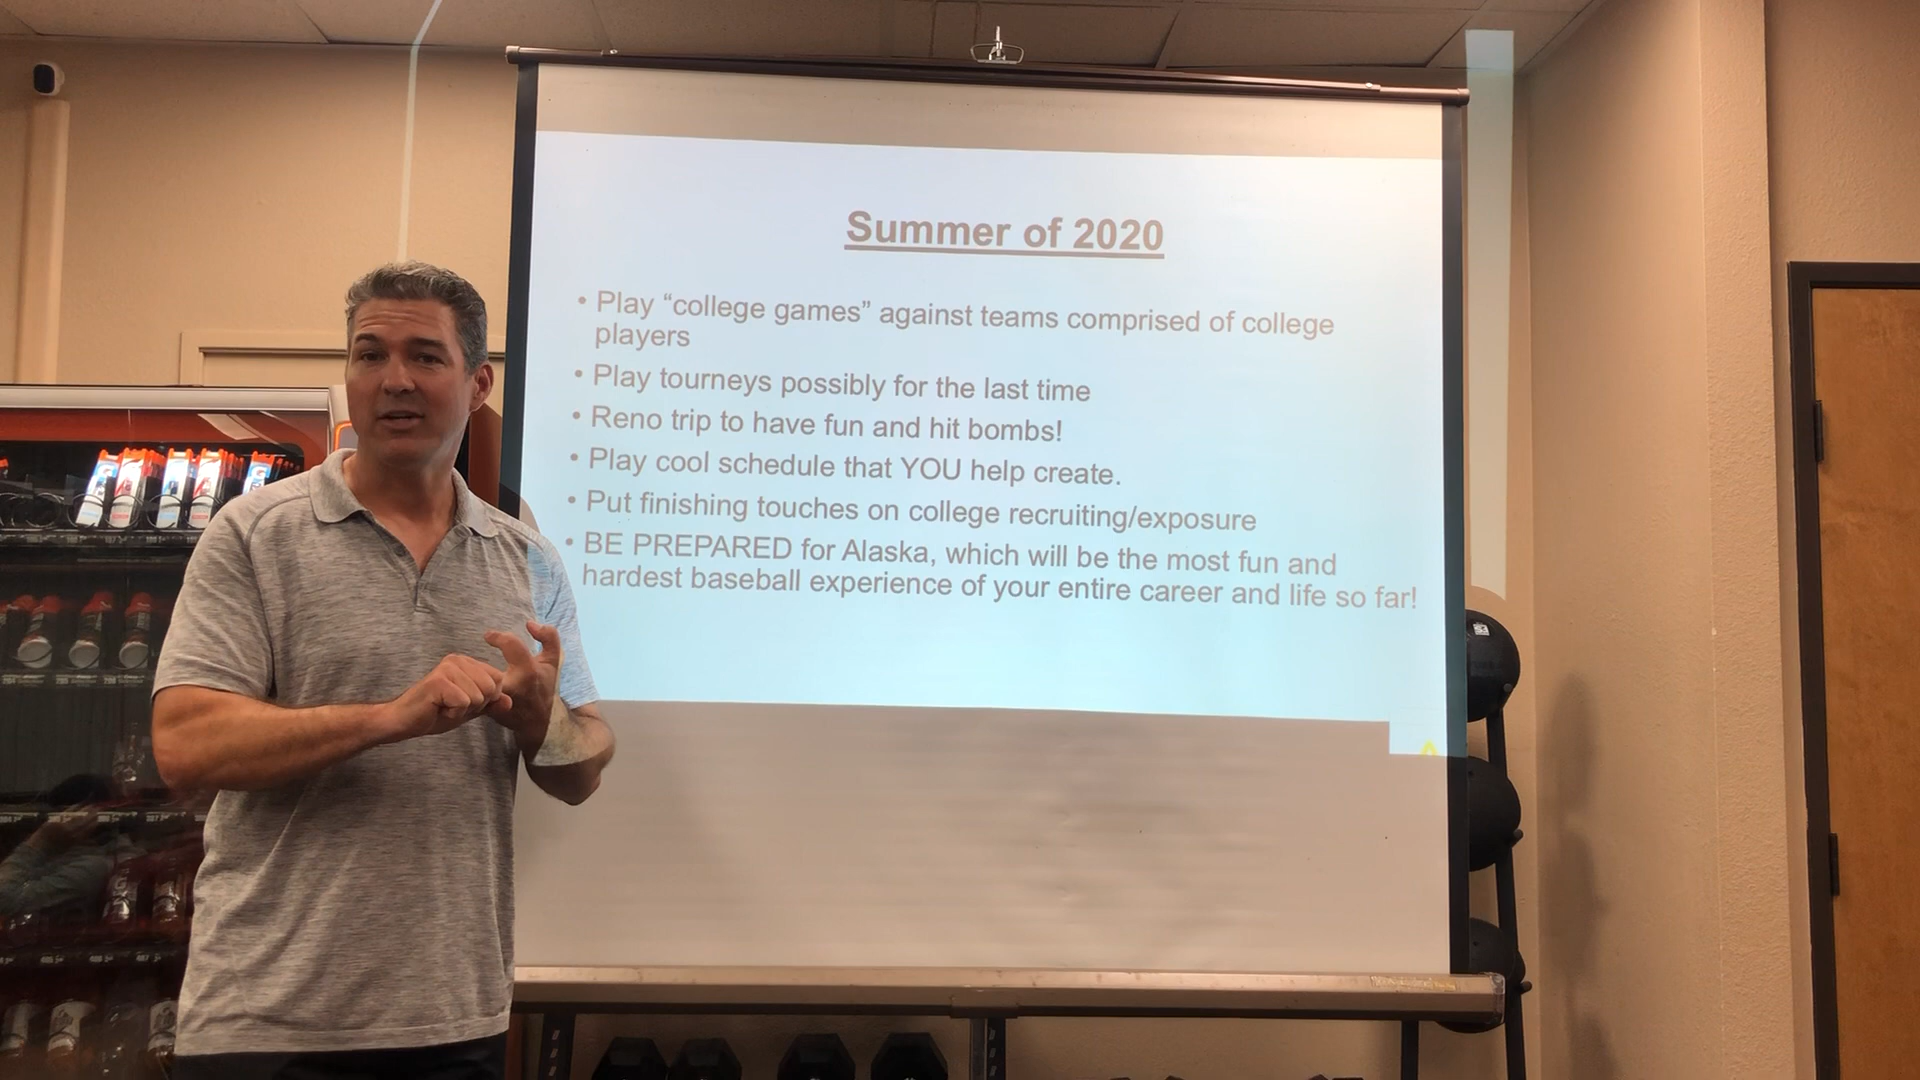 Summer of 2020
• Play “college games” against teams comprised of college
players
• Play tourneys possibly for the last time
• Reno trip to have fun and hit bombs!
• Play cool schedule that YOU help create.
• Put finishing touches on college recruiting/exposure
• BE PREPARED for Alaska, which will be the most fun and
hardest baseball experience of your entire career and life so far!